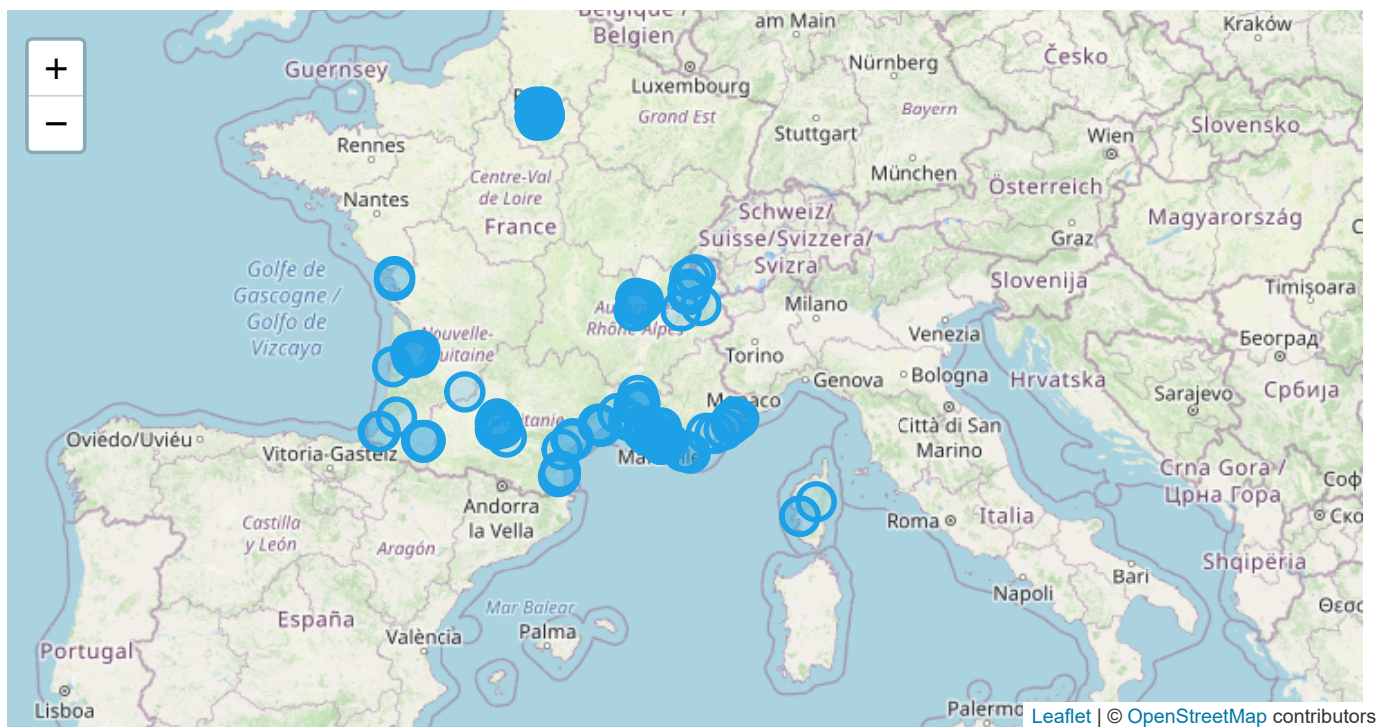 Belgique /
Belgien
am Main
Kraków
+
−
Guernsey
Luxembourg
Nürnberg
Česko
Grand Est
Bayern
Rennes
Stuttgart
Wien
Slovensko
München
Nantes
Centre-Val
de Loire
France
Österreich
Schweiz/
Suisse/Svizzera/
Svizra
Magyarország
Graz
Golfe de
Gascogne /
Golfo de
Vizcaya
Slovenija
Timișoara
Milano
Rhône-Alpes
Nouvelle-
Venezia
Београд
Torino
Genova
Bologna
Hrvatska
Sarajevo
Србија
Oviedo/Uviéu
Vitoria-Gasteiz
Città di San
Marino
Crna Gora /
Црна Гора
Andorra
la Vella
Castilla
y León
Aragón
Roma
Italia
Shqipëria
Bari
Napoli
España
Mar Balear
Palma
València
Portugal
Lisboa
Palermo
Leaflet | © OpenStreetMap contributors